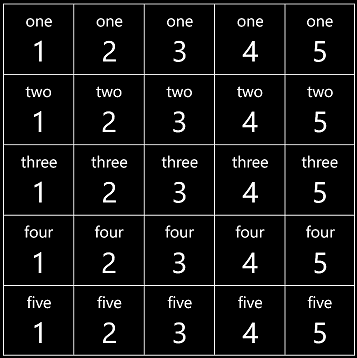 one one one one one
1 2 3 4 5
two two two two two
1 2 3 4 5
three three three three three
1 2 3 4 5
four four four four four
1 2 3 4 5
five five five five five
1 2 3 4 5